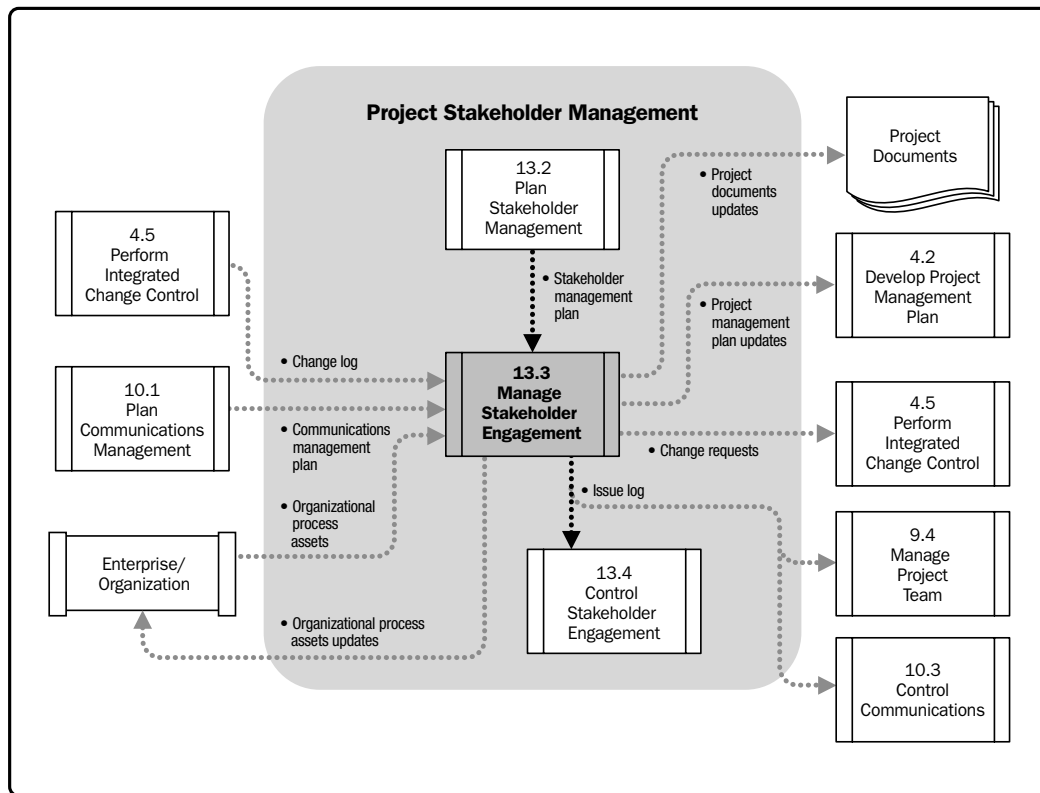 Project Stakeholder Management
13.2
Plan
Stakeholder
Management
Project
Documents
• Project
documents
updates
4.5
Perform
Integrated
Change Control
4.2
Develop Project
Management
Plan
• Stakeholder
management
plan
• Project
management
plan updates
• Change log
13.3
Manage
Stakeholder
Engagement
10.1
Plan
Communications
Management
4.5
Perform
Integrated
Change Control
• Communications
management
plan
• Change requests
• Issue log
• Organizational
process
assets
Enterprise/
Organization
13.4
Control
Stakeholder
Engagement
9.4
Manage
Project
Team
• Organizational process
assets updates
10.3
Control
Communications